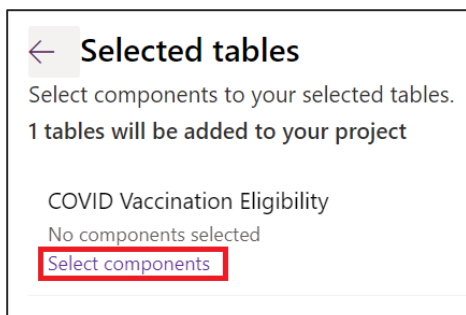 Selected tables
Select components to your selected tables.
1 tables will be added to your project
COVID Vaccination Eligibility
No components selected
Select components